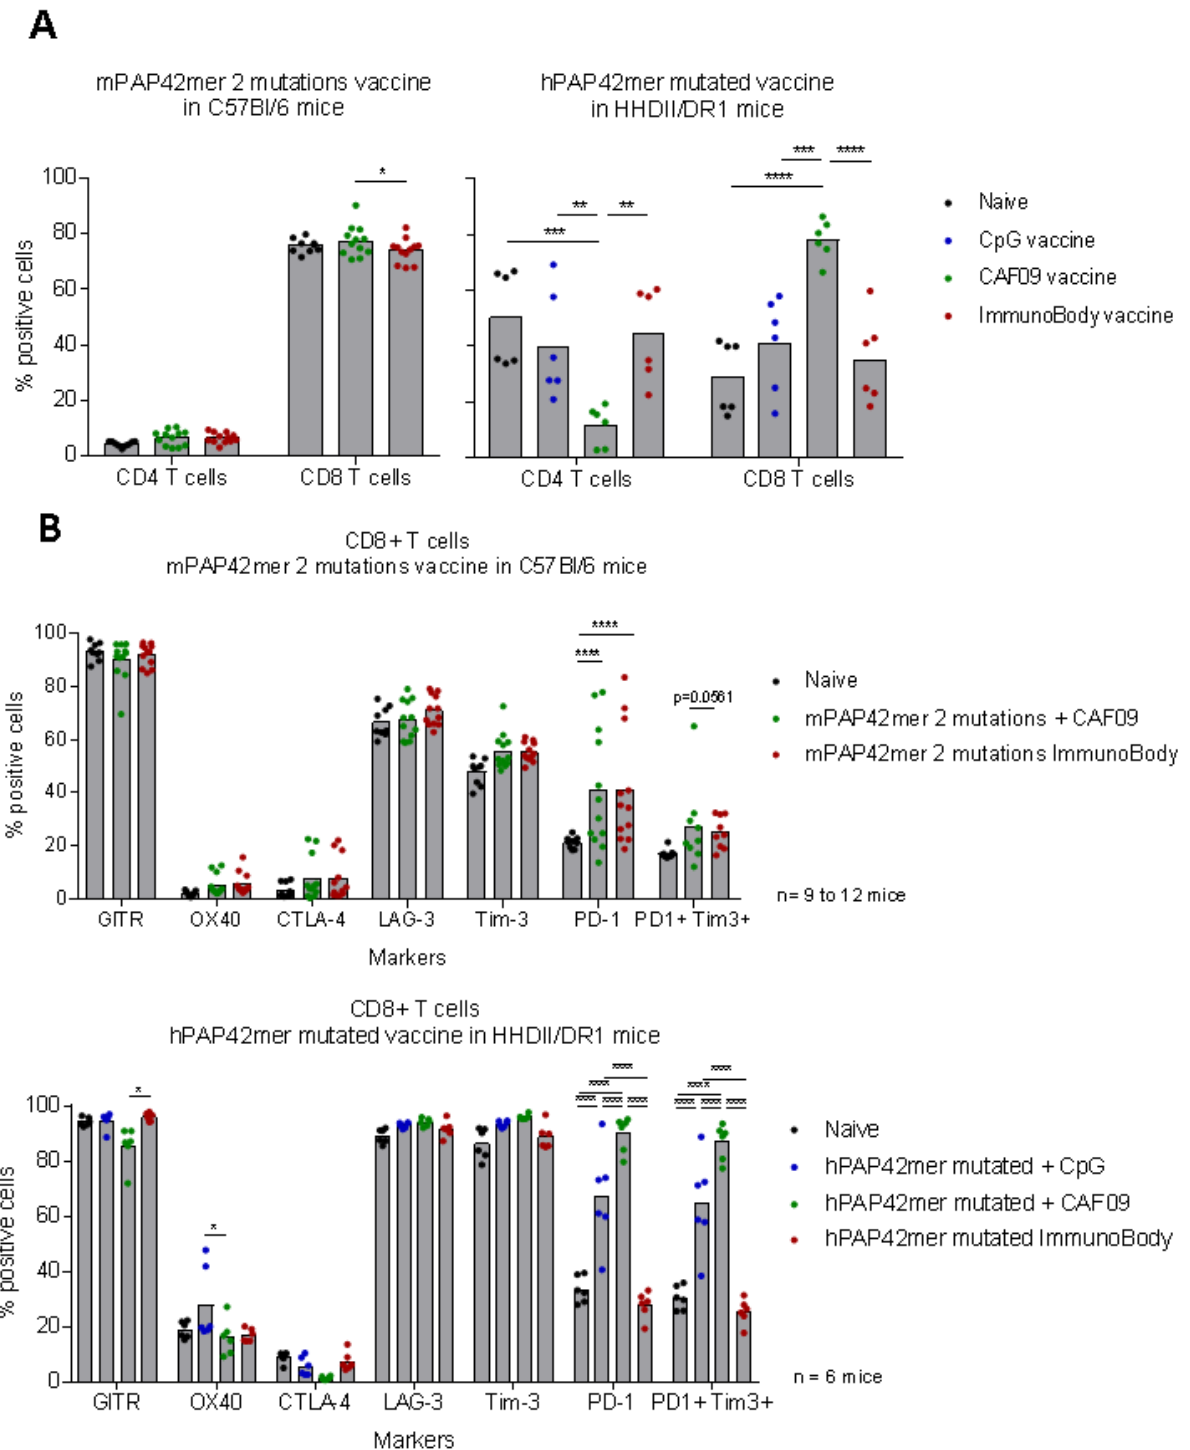 A
mPAP42mer 2 mutations vaccine
in C57Bl/6 mice
hPAP42mer mutated vaccine
in HHDII/DR1 mice
% positive cells
100
80
60
40
20
0
*
CD4 T cells
CD8 T cells
***
**
**
****
***
****
CD4 T cells
CD8 T cells
Naive
CpG vaccine
CAF09 vaccine
ImmunoBody vaccine
B
CD8+ T cells
mPAP42mer 2 mutations vaccine in C57Bl/6 mice
% positive cells
100
80
60
40
20
0
****
****
p=0.0561
GITR
OX40
CTLA-4
LAG-3
Tim-3
PD-1
PD1+ Tim3+
Markers
Naive
mPAP42mer 2 mutations + CAF09
mPAP42mer 2 mutations ImmunoBody
n= 9 to 12 mice
CD8+ T cells
hPAP42mer mutated vaccine in HHDII/DR1 mice
% positive cells
100
80
60
40
20
0
*
*
****
****
**** **** ****
****
****
**** **** ****
GITR
OX40
CTLA-4
LAG-3
Tim-3
PD-1
PD1+ Tim3+
Markers
Naive
hPAP42mer mutated + CpG
hPAP42mer mutated + CAF09
hPAP42mer mutated ImmunoBody
n = 6 mice